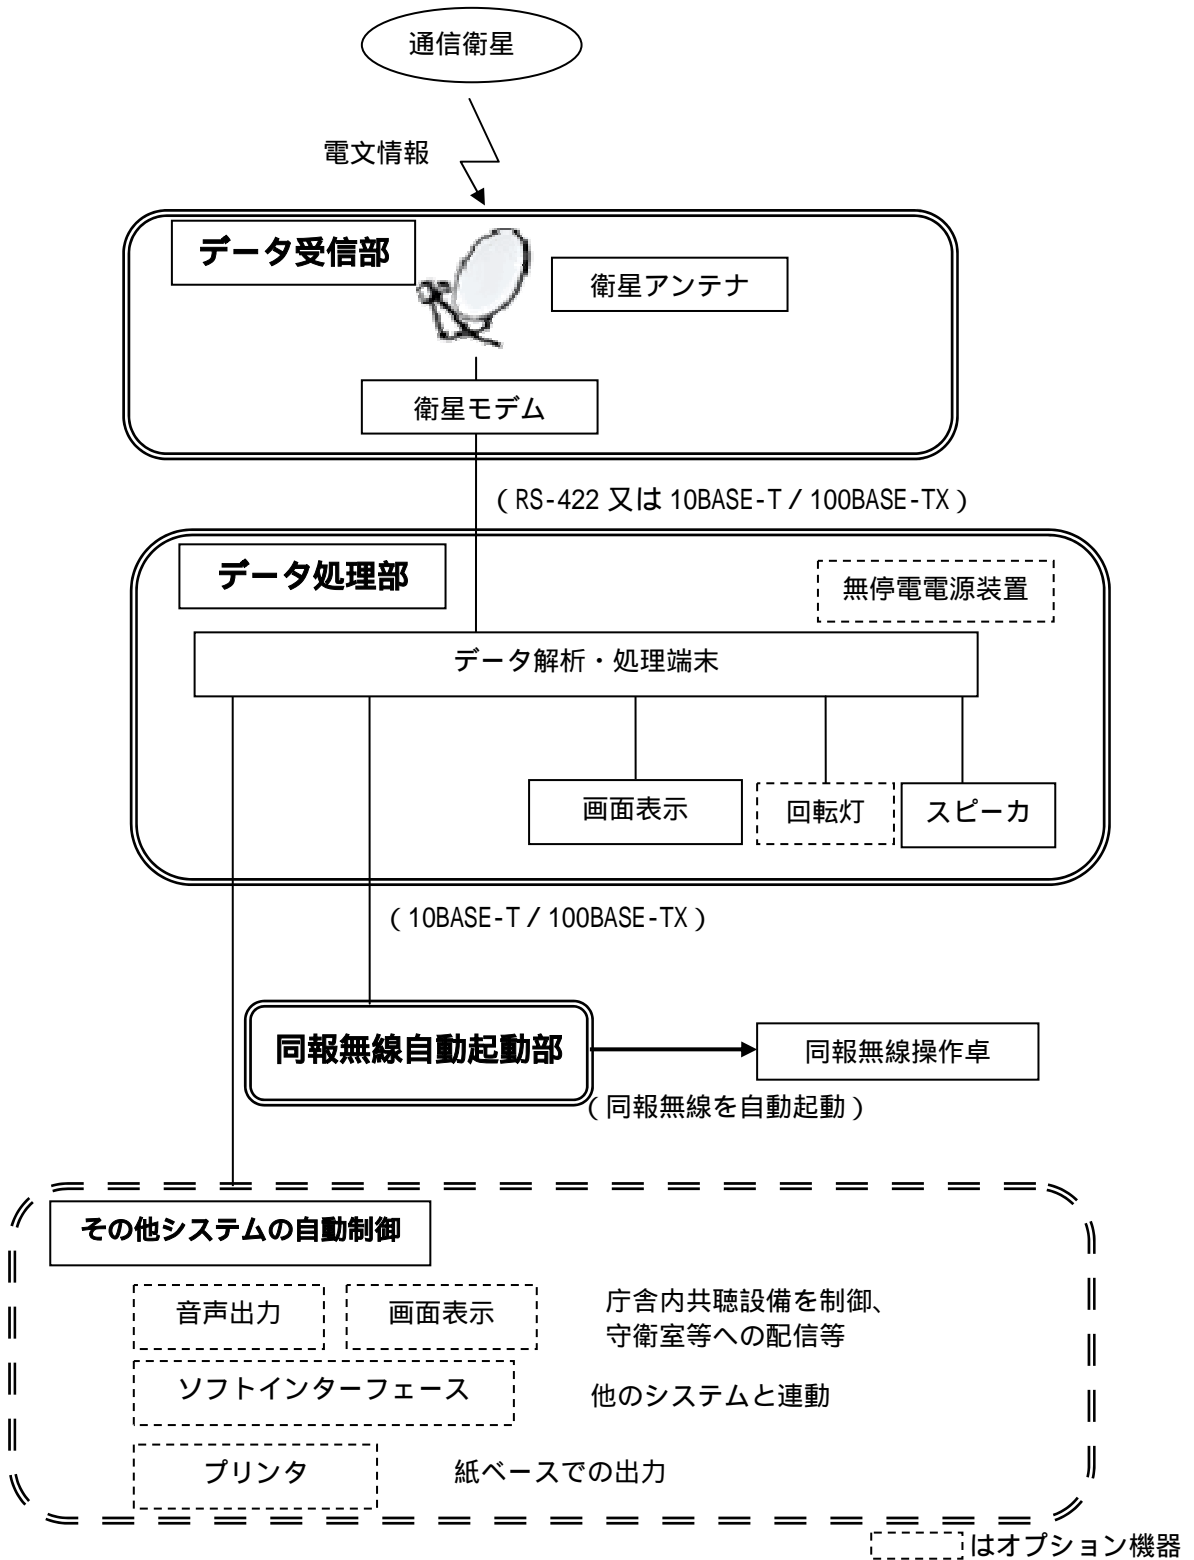 通信衛星
電文情報
データ受信部
衛星アンテナ
衛星モデム
（RS-422 又は 10BASE-T / 100BASE-TX）
データ処理部
無停電電源装置
データ解析・処理端末
画面表示
回転灯
スピーカ
（10BASE-T / 100BASE-TX）
同報無線自動起動部
同報無線操作卓
（同報無線を自動起動）
その他システムの自動制御
音声出力
画面表示
庁舎内共聴設備を制御、
守衛室等への配信等
ソフトインターフェース
他のシステムと連動
プリンタ
紙ベースでの出力
はオプション機器